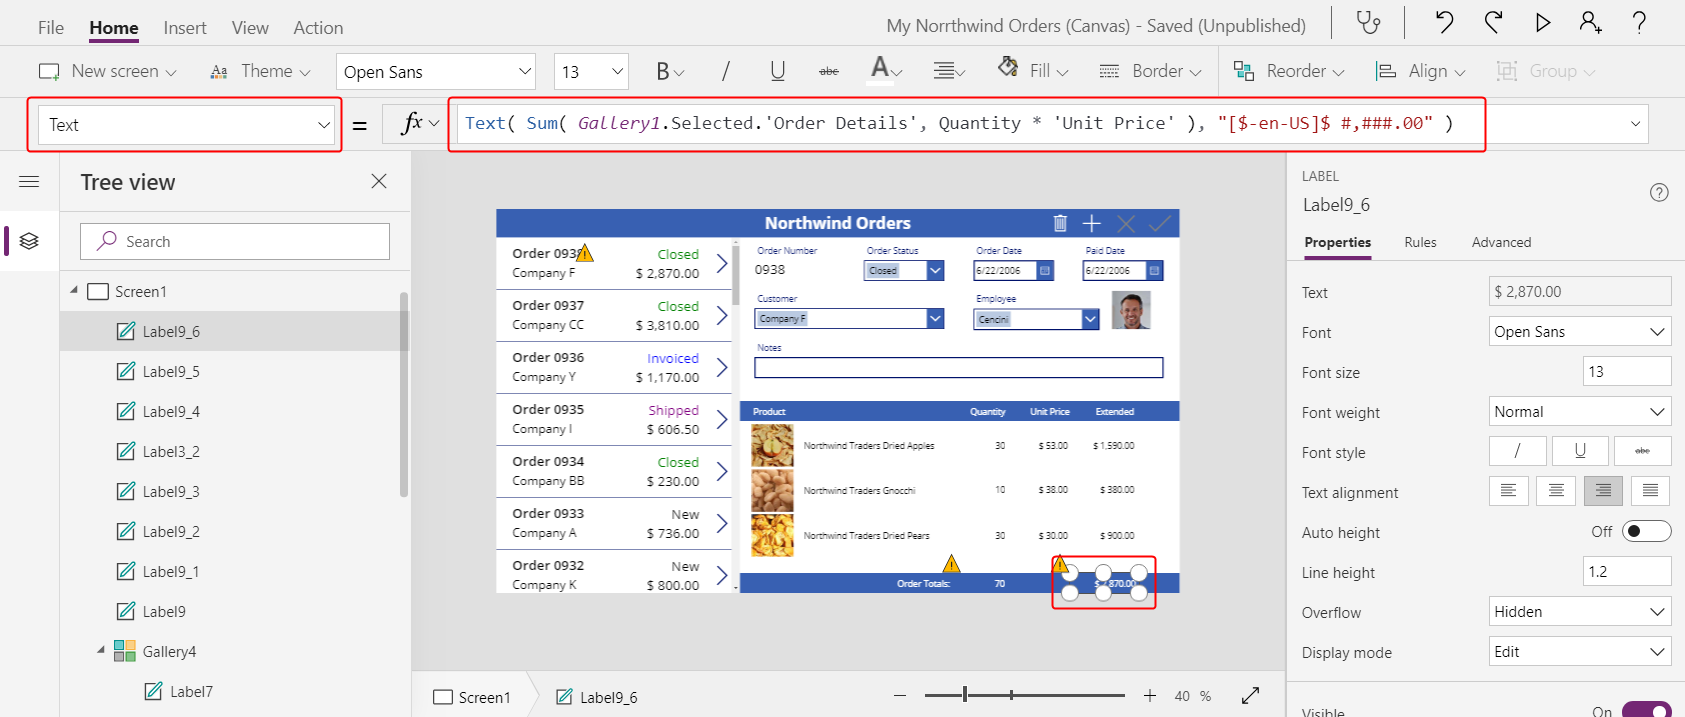 File Home Insert View Action
My Norrthwind Orders (Canvas) - Saved (Unpublished)
New screen Theme Open Sans 13 B / U abc A Fill Border Reorder Align Group
Text = fx Text( Sum( Gallery1.Selected.'Order Details', Quantity * 'Unit Price' ), "[$-en-US]$ #,###.00" )
Tree view
Search
Screen1
Label9_6
Label9_5
Label9_4
Label3_2
Label9_3
Label9_2
Label9_1
Label9
Gallery4
Label7
Northwind Orders
Order 0938 Closed
Company F $ 2,870.00
Order 0937 Closed
Company CC $ 3,810.00
Order 0936 Invoiced
Company Y $ 1,170.00
Order 0935 Shipped
Company I $ 606.50
Order 0934 Closed
Company BB $ 230.00
Order 0933 New
Company A $ 736.00
Order 0932 New
Company K $ 800.00
Order Number Order Status Order Date Paid Date
0938 Closed 6/22/2006 6/22/2006
Customer Employee
Company F Cencini
Notes
Product Quantity Unit Price Extended
Northwind Traders Dried Apples 30 $ 53.00 $ 1,590.00
Northwind Traders Gnocchi 10 $ 38.00 $ 380.00
Northwind Traders Dried Pears 30 $ 30.00 $ 900.00
Order Totals: 70 $ 2,870.00
Screen1 Label9_6 40 %
LABEL
Label9_6
Properties Rules Advanced
Text $ 2,870.00
Font Open Sans
Font size 13
Font weight Normal
Font style / U abc
Text alignment
Auto height Off
Line height 1.2
Overflow Hidden
Display mode Edit
Visible On